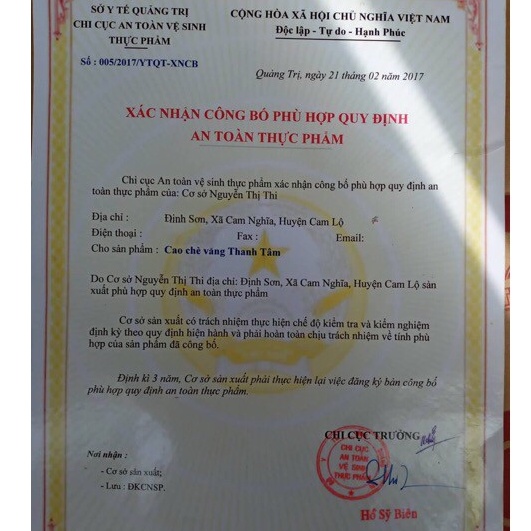 SỞ Y TẾ QUẢNG TRỊ
CHI CỤC AN TOÀN VỆ SINH
THỰC PHẨM
Số : 005/2017/YTQT-XNCB
CỘNG HÒA XÃ HỘI CHỦ NGHĨA VIỆT NAM
Độc lập - Tự do - Hạnh Phúc
Quảng Trị, ngày 21 tháng 02 năm 2017
XÁC NHẬN CÔNG BỐ PHÙ HỢP QUY ĐỊNH
AN TOÀN THỰC PHẨM
Chi cục An toàn vệ sinh thực phẩm xác nhận công bố phù hợp quy định an
toàn thực phẩm của: Cơ sở Nguyễn Thị Thi
Địa chỉ : Định Sơn, Xã Cam Nghĩa, Huyện Cam Lộ
Điện thoại : Fax : Email:
Cho sản phẩm : Cao chè vằng Thanh Tâm
Do Cơ sở Nguyễn Thị Thi địa chỉ: Định Sơn, Xã Cam Nghĩa, Huyện Cam Lộ sản
xuất phù hợp quy định an toàn thực phẩm
Cơ sở sản xuất có trách nhiệm thực hiện chế độ kiểm tra và kiểm nghiệm
định kỳ theo quy định hiện hành và phải hoàn toàn chịu trách nhiệm về tính phù
hợp của sản phẩm đã công bố.
Định kì 3 năm, Cơ sở sản xuất phải thực hiện lại việc đăng ký bản công bố
phù hợp quy định an toàn thực phẩm.
CHI CỤC TRƯỞNG
CHI CỤC
AN TOÀN
VỆ SINH
THỰC PHẨM
Nơi nhận :
- Cơ sở sản xuất;
- Lưu : ĐKCNSP.
Hồ Sỹ Biên